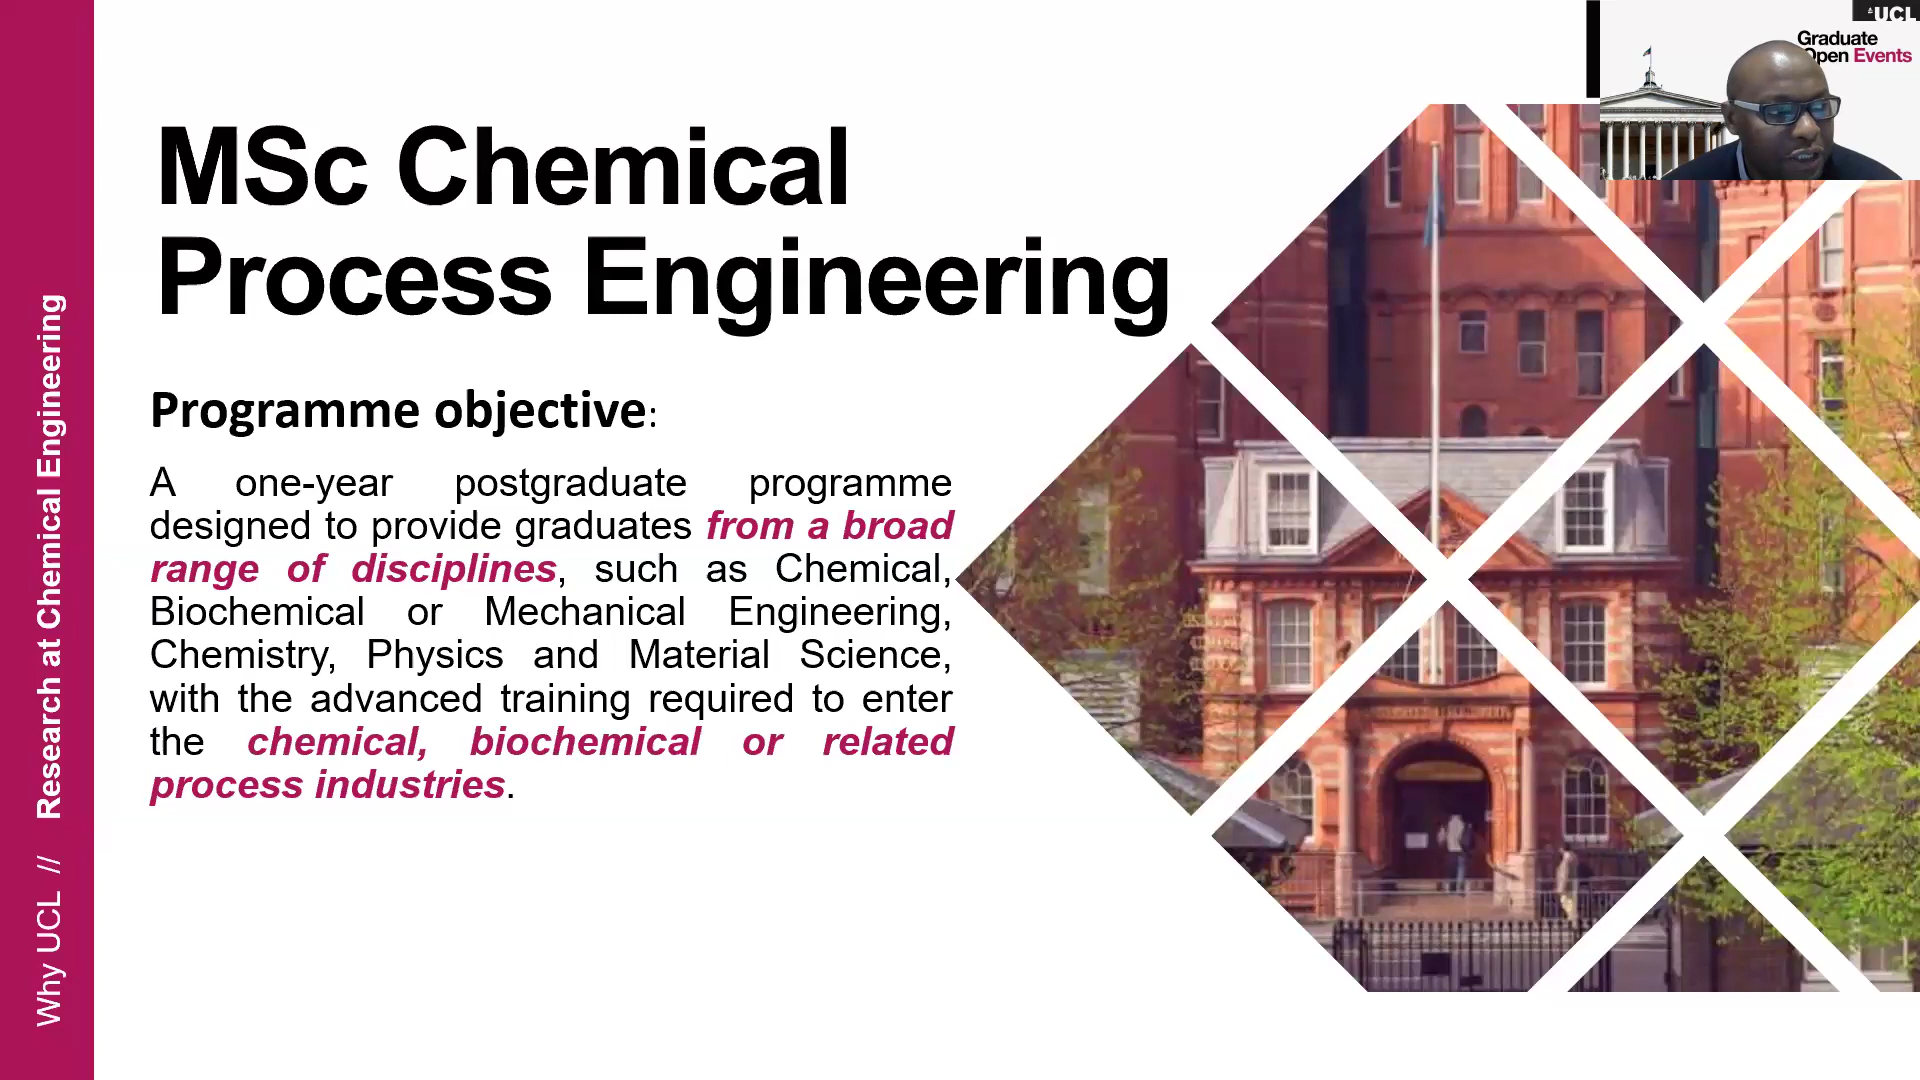 UCL
Graduate
Open Events
MSc Chemical
Process Engineering
Programme objective:
A one-year postgraduate programme
designed to provide graduates from a broad
range of disciplines, such as Chemical,
Biochemical or Mechanical Engineering,
Chemistry, Physics and Material Science,
with the advanced training required to enter
the chemical, biochemical or related
process industries.
Why UCL // Research at Chemical Engineering